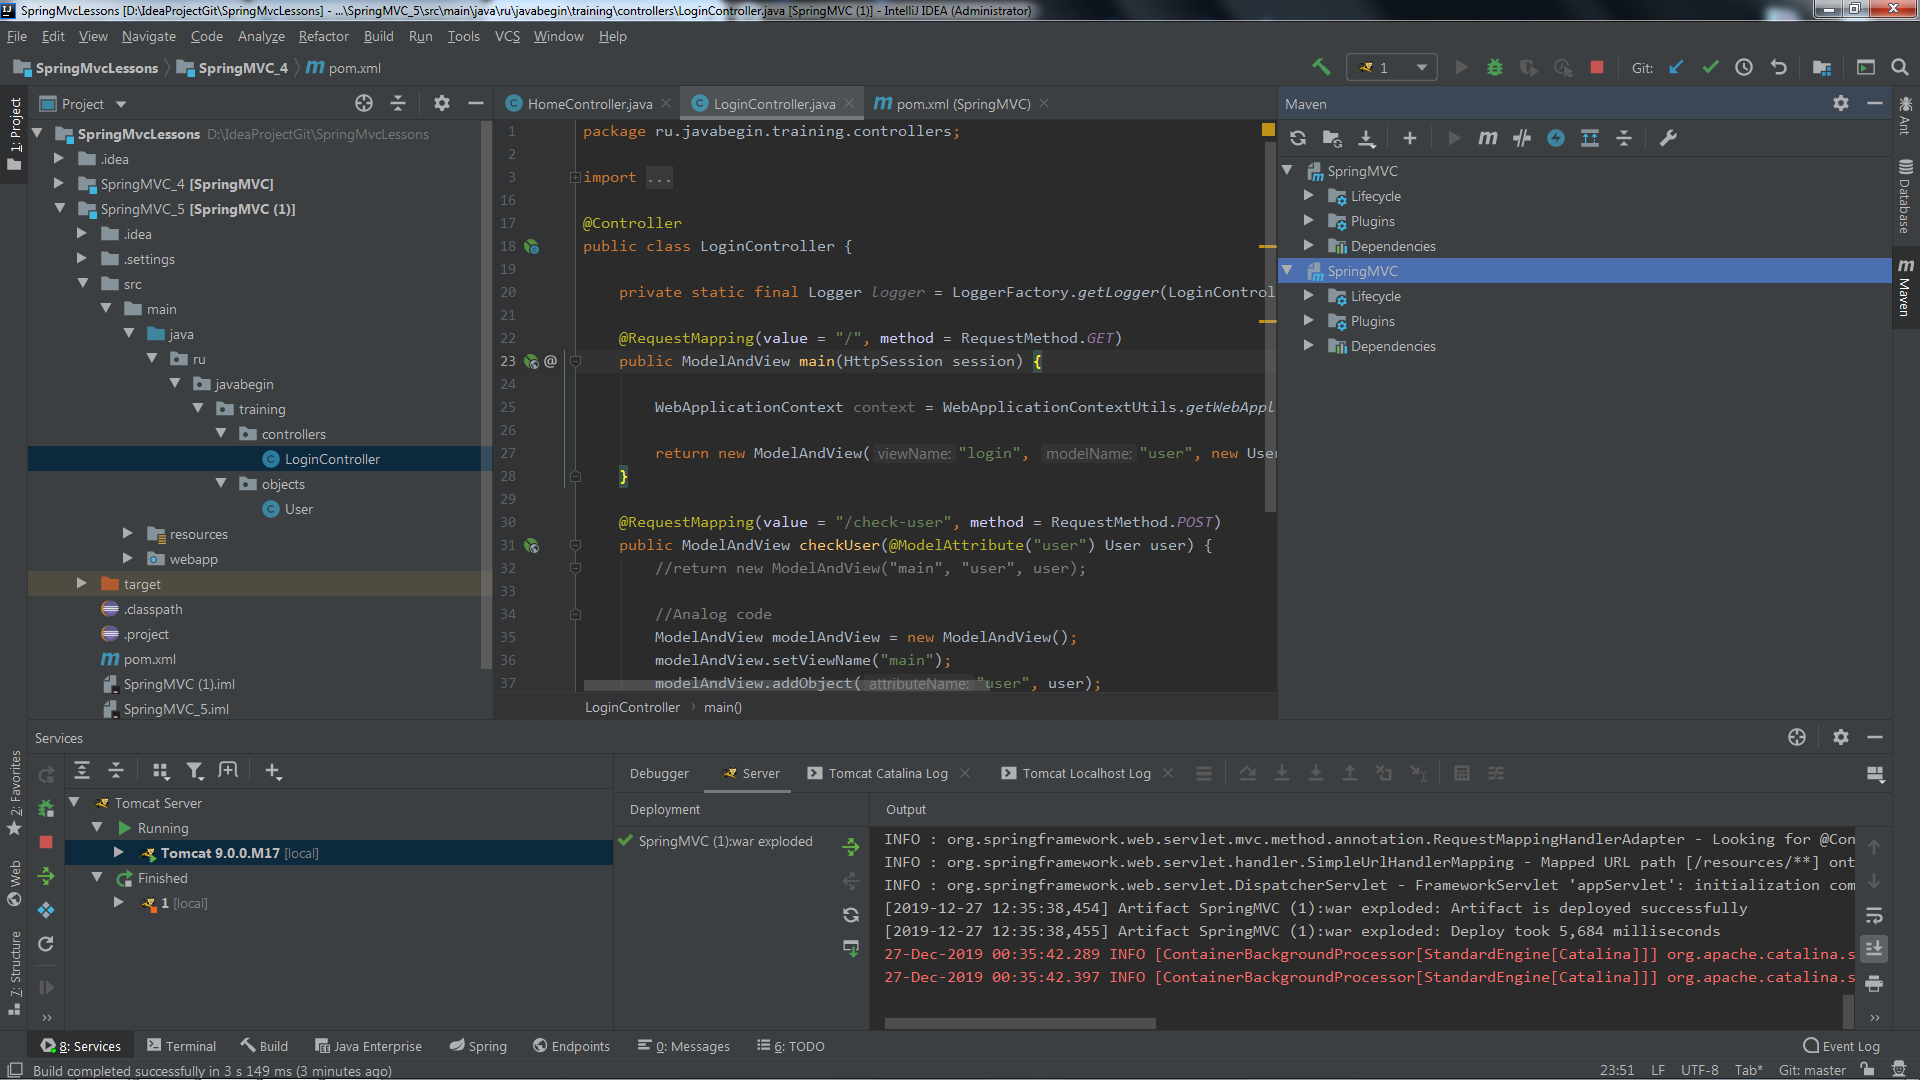 SpringMvcLessons [D:\IdeaProjectGit\SpringMvcLessons] - ...\SpringMVC_5\src\main\java\ru\javabegin\training\controllers\LoginController.java [SpringMVC (1)] - IntelliJ IDEA (Administrator)
File Edit View Navigate Code Analyze Refactor Build Run Tools VCS Window Help
SpringMvcLessons SpringMVC_4 pom.xml
1 Git:
Project
HomeController.java LoginController.java pom.xml (SpringMVC)
Maven
1: Project
SpringMvcLessons D:\IdeaProjectGit\SpringMvcLessons
.idea
SpringMVC_4 [SpringMVC]
SpringMVC_5 [SpringMVC (1)]
.idea
.settings
src
main
java
ru
javabegin
training
controllers
LoginController
objects
User
resources
webapp
target
.classpath
.project
pom.xml
SpringMVC (1).iml
SpringMVC_5.iml
1 package ru.javabegin.training.controllers;
2
3 import ...
16
17 @Controller
18 public class LoginController {
19
20 private static final Logger logger = LoggerFactory.getLogger(LoginControl
21
22 @RequestMapping(value = "/", method = RequestMethod.GET)
23 @ public ModelAndView main(HttpSession session) {
24
25 WebApplicationContext context = WebApplicationContextUtils.getWebAppl
26
27 return new ModelAndView( viewName: "login", modelName: "user", new User
28 }
29
30 @RequestMapping(value = "/check-user", method = RequestMethod.POST)
31 public ModelAndView checkUser(@ModelAttribute("user") User user) {
32 //return new ModelAndView("main", "user", user);
33
34 //Analog code
35 ModelAndView modelAndView = new ModelAndView();
36 modelAndView.setViewName("main");
37 modelAndView.addObject( attributeName: "user", user);
LoginController main()
SpringMVC
Lifecycle
Plugins
Dependencies
SpringMVC
Lifecycle
Plugins
Dependencies
Ant
Database
Maven
Services
2: Favorites
Web
7: Structure
Tomcat Server
Running
Tomcat 9.0.0.M17 [local]
Finished
1 [local]
Debugger Server Tomcat Catalina Log Tomcat Localhost Log
Deployment Output
SpringMVC (1):war exploded
INFO : org.springframework.web.servlet.mvc.method.annotation.RequestMappingHandlerAdapter - Looking for @Con
INFO : org.springframework.web.servlet.handler.SimpleUrlHandlerMapping - Mapped URL path [/resources/**] ont
INFO : org.springframework.web.servlet.DispatcherServlet - FrameworkServlet 'appServlet': initialization com
[2019-12-27 12:35:38,454] Artifact SpringMVC (1):war exploded: Artifact is deployed successfully
[2019-12-27 12:35:38,455] Artifact SpringMVC (1):war exploded: Deploy took 5,684 milliseconds
27-Dec-2019 00:35:42.289 INFO [ContainerBackgroundProcessor[StandardEngine[Catalina]]] org.apache.catalina.s
27-Dec-2019 00:35:42.397 INFO [ContainerBackgroundProcessor[StandardEngine[Catalina]]] org.apache.catalina.s
8: Services Terminal Build Java Enterprise Spring Endpoints 0: Messages 6: TODO Event Log
Build completed successfully in 3 s 149 ms (3 minutes ago) 23:51 LF UTF-8 Tab* Git: master